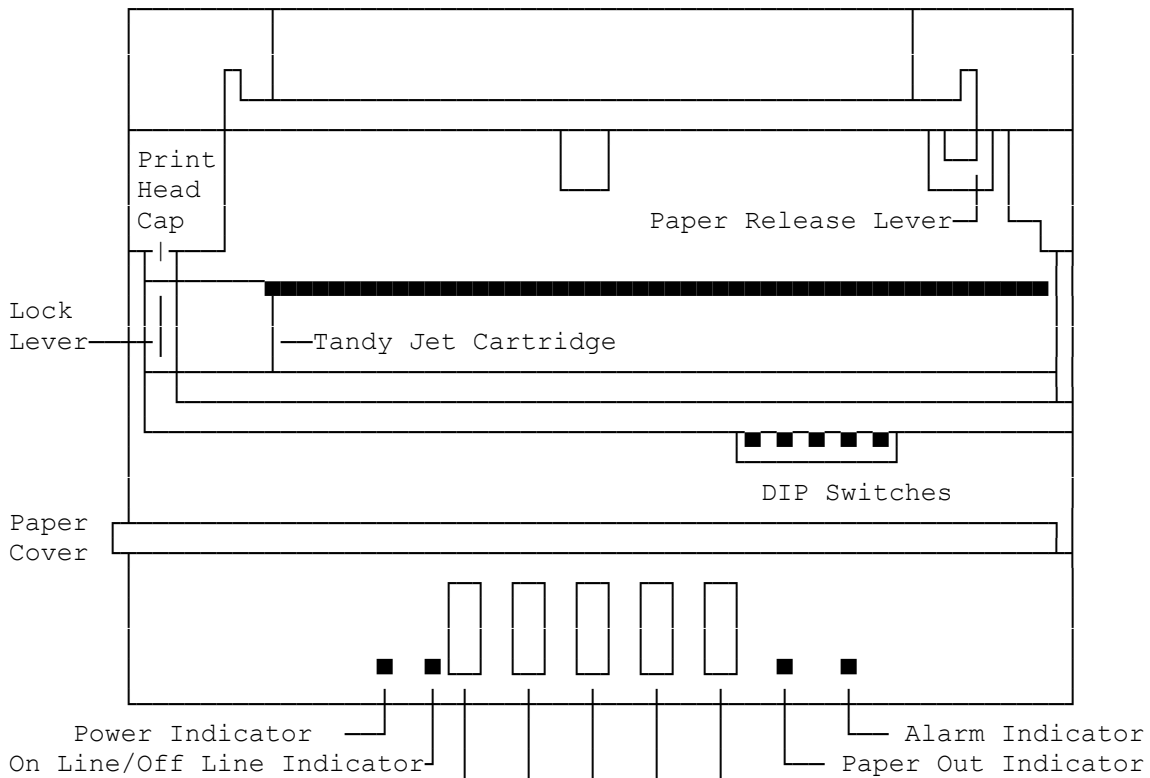 Print
Head
Cap
Paper Release Lever
Lock
Lever
Tandy Jet Cartridge
DIP Switches
Paper
Cover
Power Indicator
Alarm Indicator
On Line/Off Line Indicator
Paper Out Indicator